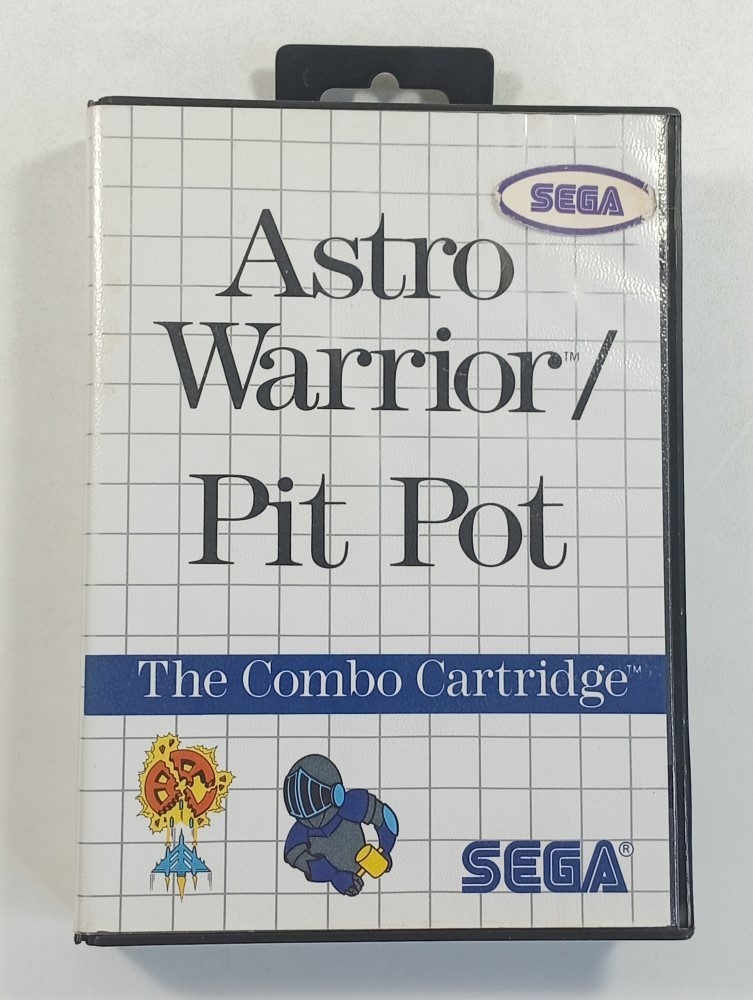 SEGA
Astro
Warrior™/
Pit Pot
The Combo Cartridge™
SEGA®